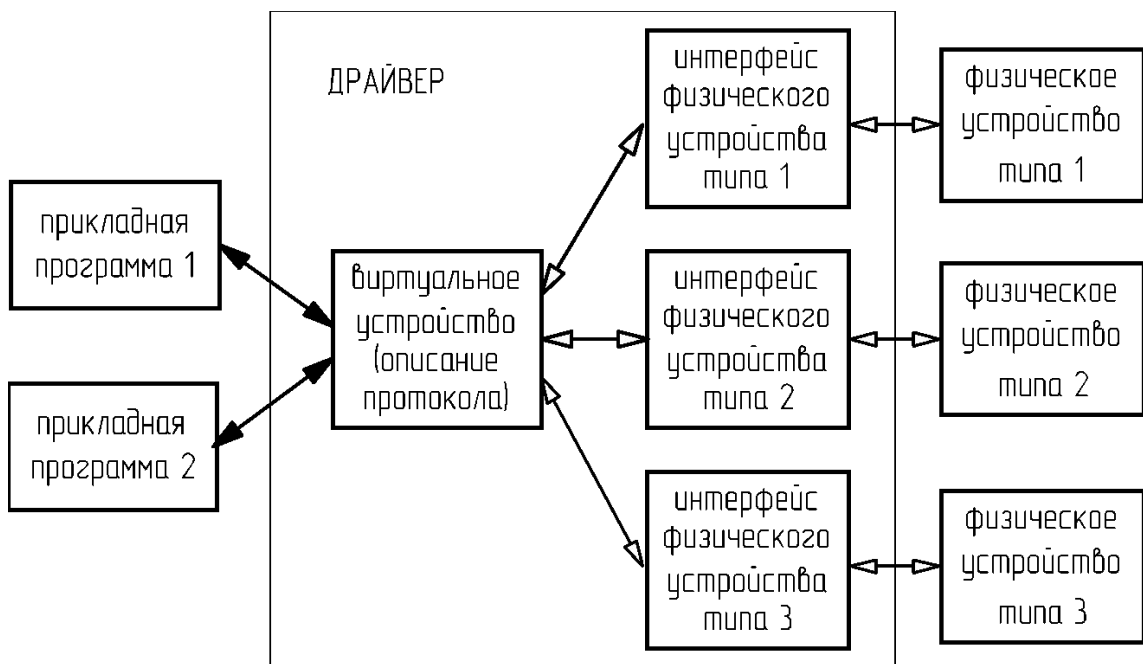 ДРАЙВЕР
прикладная
программа 1
прикладная
программа 2
виртуальное
устройство
(описание
протокола)
интерфейс
физического
устройства
типа 1
интерфейс
физического
устройства
типа 2
интерфейс
физического
устройства
типа 3
физическое
устройство
типа 1
физическое
устройство
типа 2
физическое
устройство
типа 3